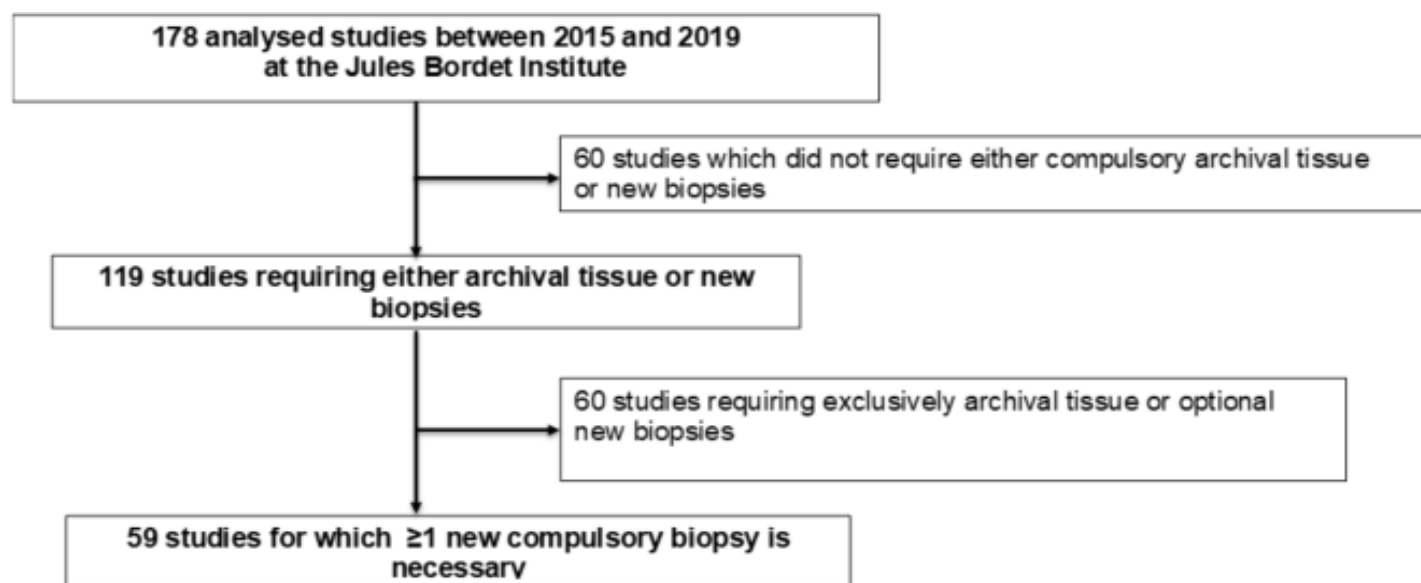 178 analysed studies between 2015 and 2019
at the Jules Bordet Institute
60 studies which did not require either compulsory archival tissue
or new biopsies
119 studies requiring either archival tissue or new
biopsies
60 studies requiring exclusively archival tissue or optional
new biopsies
59 studies for which ≥1 new compulsory biopsy is
necessary